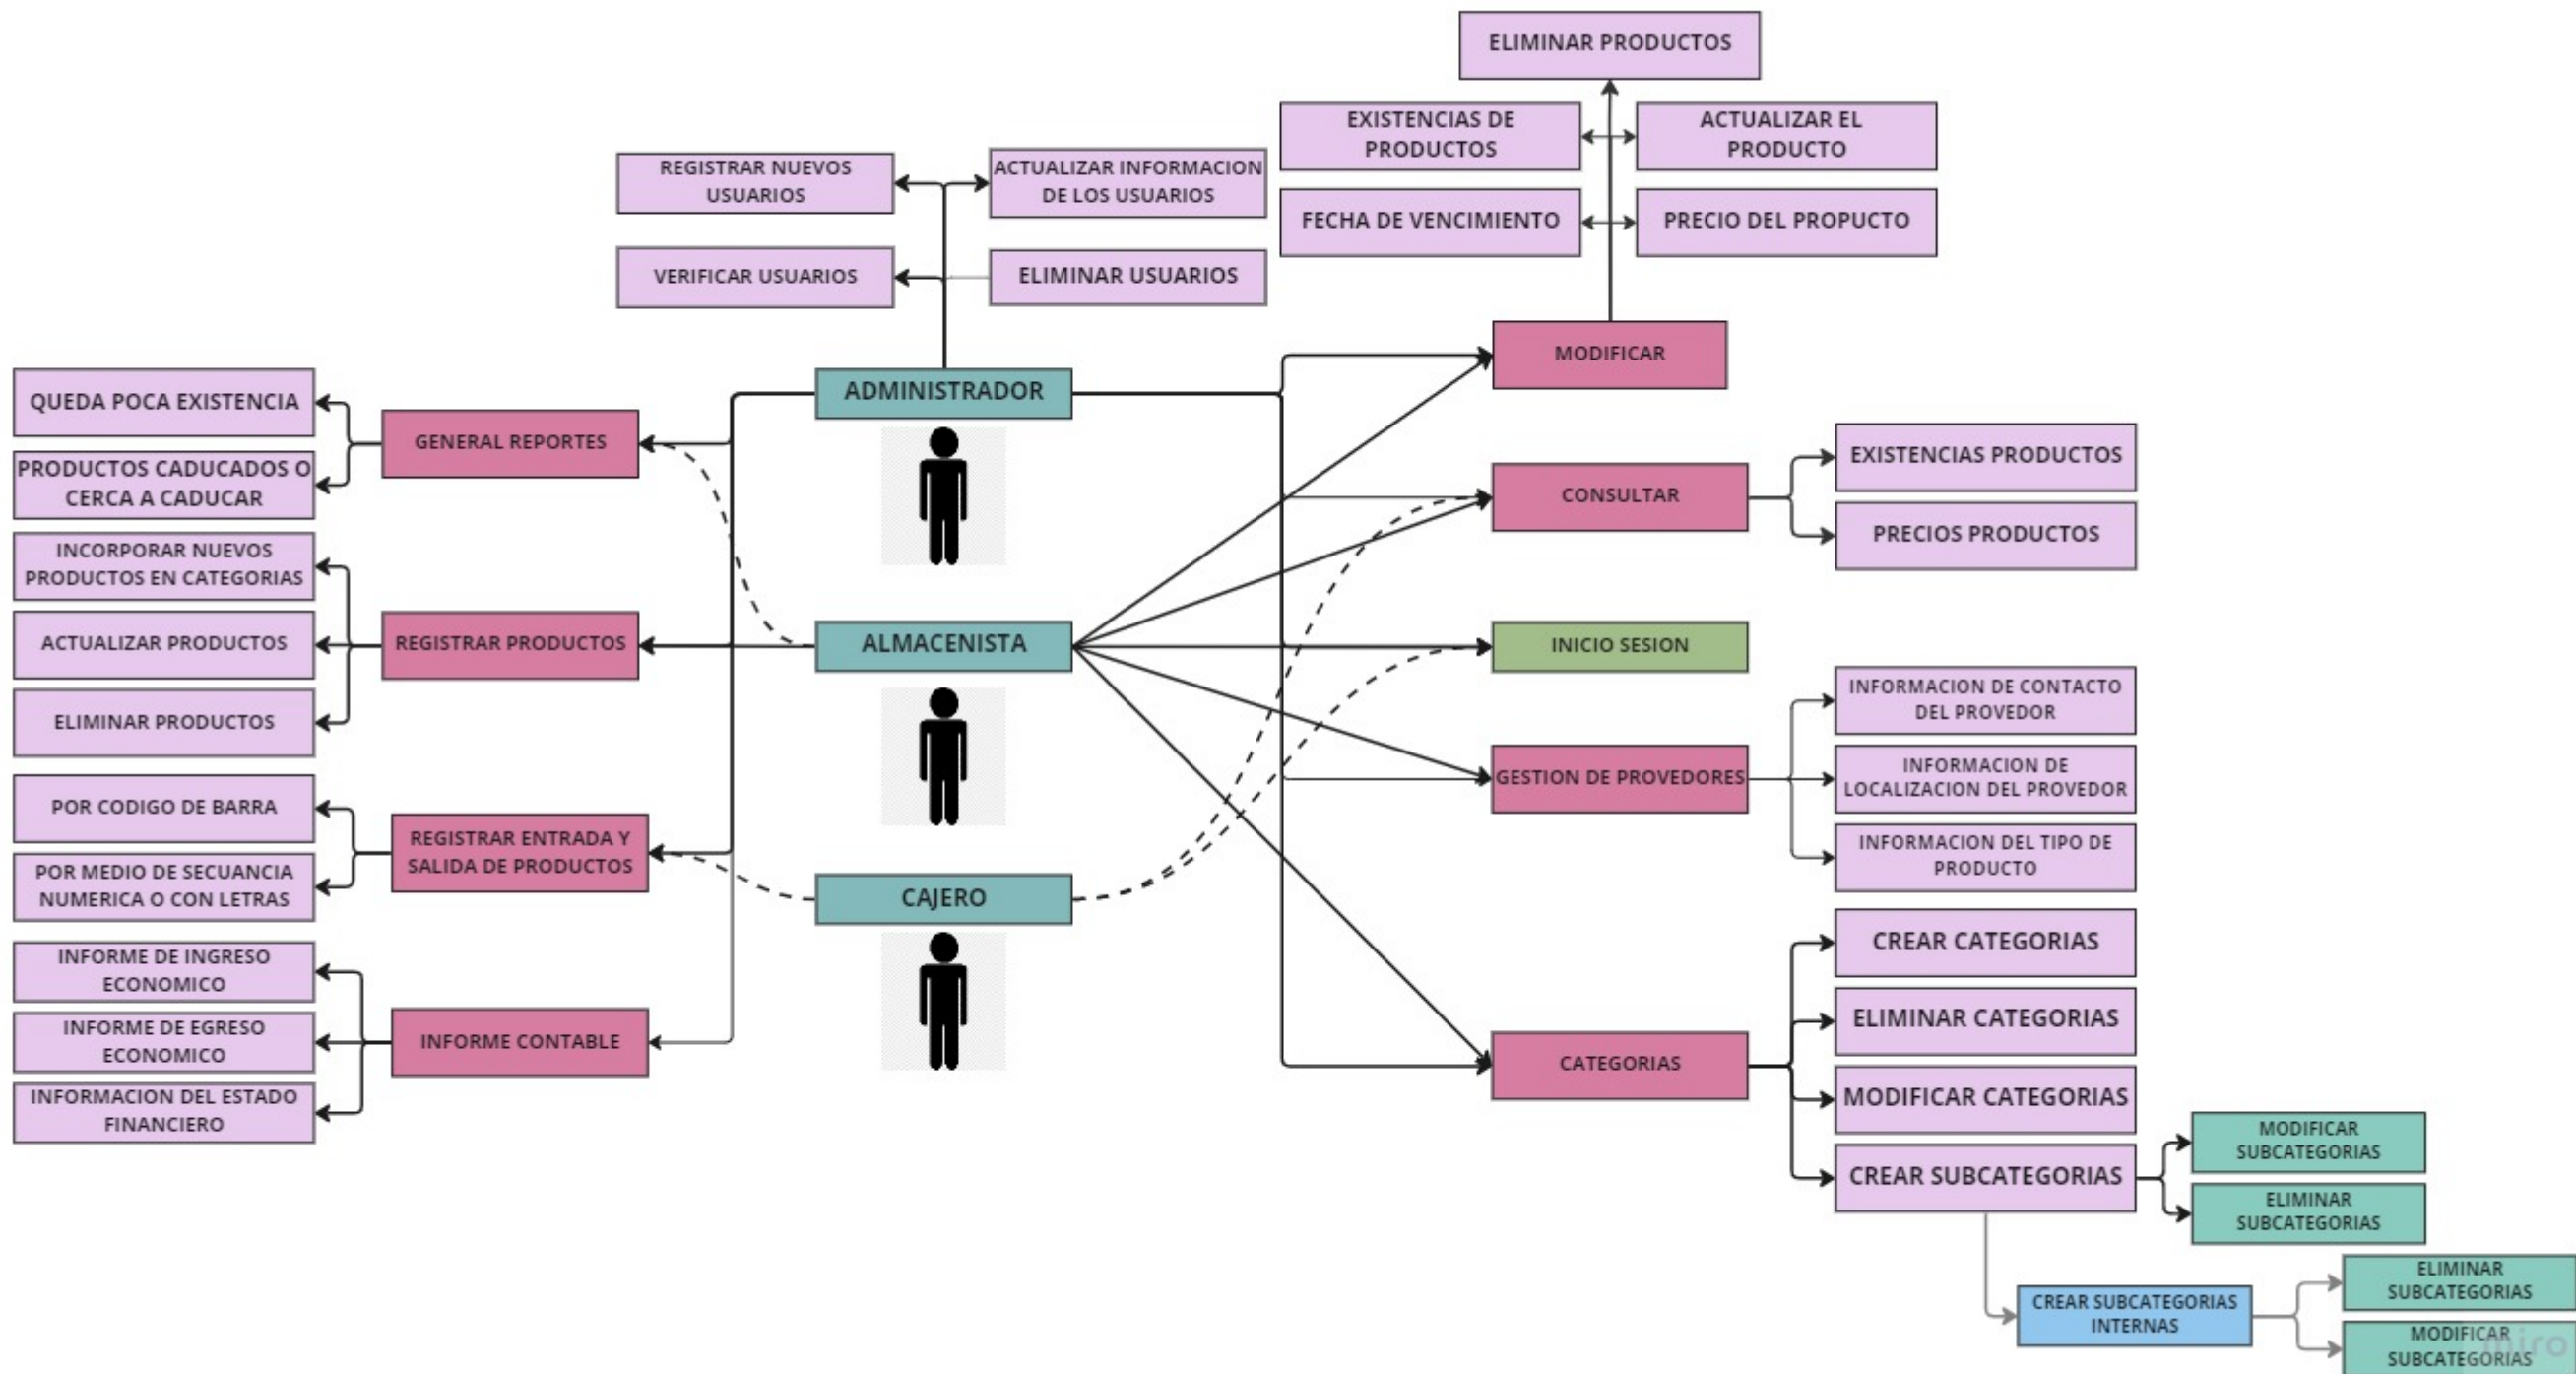 ELIMINAR PRODUCTOS
EXISTENCIAS DE
PRODUCTOS
ACTUALIZAR EL
PRODUCTO
FECHA DE VENCIMIENTO
PRECIO DEL PROPUCTO
REGISTRAR NUEVOS
USUARIOS
ACTUALIZAR INFORMACION
DE LOS USUARIOS
VERIFICAR USUARIOS
ELIMINAR USUARIOS
MODIFICAR
ADMINISTRADOR
QUEDA POCA EXISTENCIA
GENERAL REPORTES
PRODUCTOS CADUCADOS O
CERCA A CADUCAR
CONSULTAR
EXISTENCIAS PRODUCTOS
PRECIOS PRODUCTOS
INCORPORAR NUEVOS
PRODUCTOS EN CATEGORIAS
ACTUALIZAR PRODUCTOS
REGISTRAR PRODUCTOS
ELIMINAR PRODUCTOS
ALMACENISTA
INICIO SESION
INFORMACION DE CONTACTO
DEL PROVEDOR
GESTION DE PROVEDORES
INFORMACION DE
LOCALIZACION DEL PROVEDOR
INFORMACION DEL TIPO DE
PRODUCTO
POR CODIGO DE BARRA
REGISTRAR ENTRADA Y
SALIDA DE PRODUCTOS
POR MEDIO DE SECUANCIA
NUMERICA O CON LETRAS
CAJERO
INFORME DE INGRESO
ECONOMICO
INFORME DE EGRESO
ECONOMICO
INFORME CONTABLE
INFORMACION DEL ESTADO
FINANCIERO
CATEGORIAS
CREAR CATEGORIAS
ELIMINAR CATEGORIAS
MODIFICAR CATEGORIAS
CREAR SUBCATEGORIAS
MODIFICAR
SUBCATEGORIAS
ELIMINAR
SUBCATEGORIAS
CREAR SUBCATEGORIAS
INTERNAS
ELIMINAR
SUBCATEGORIAS
MODIFICAR
SUBCATEGORIAS
miro